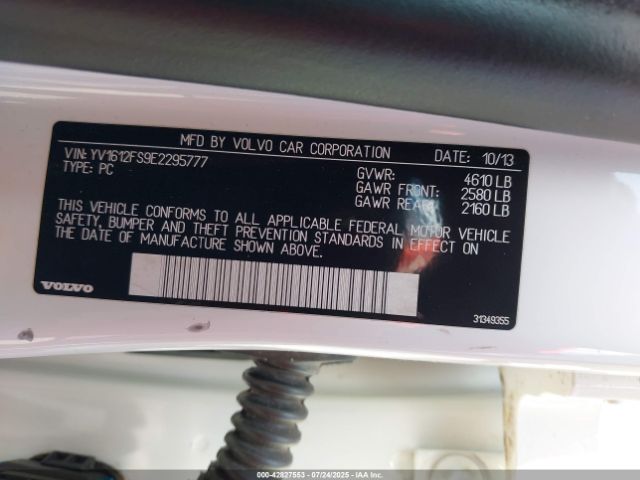 MFD BY VOLVO CAR CORPORATION DATE: 10/13
VIN: YV1612FS9E2295777
TYPE: PC
GVWR: 4610 LB
GAWR FRONT: 2580 LB
GAWR REAR: 2160 LB
THIS VEHICLE CONFORMS TO ALL APPLICABLE FEDERAL MOTOR VEHICLE
SAFETY, BUMPER AND THEFT PREVENTION STANDARDS IN EFFECT ON
THE DATE OF MANUFACTURE SHOWN ABOVE.
VOLVO
31349355
000-42827553 — 07/24/2025 — IAA Inc.